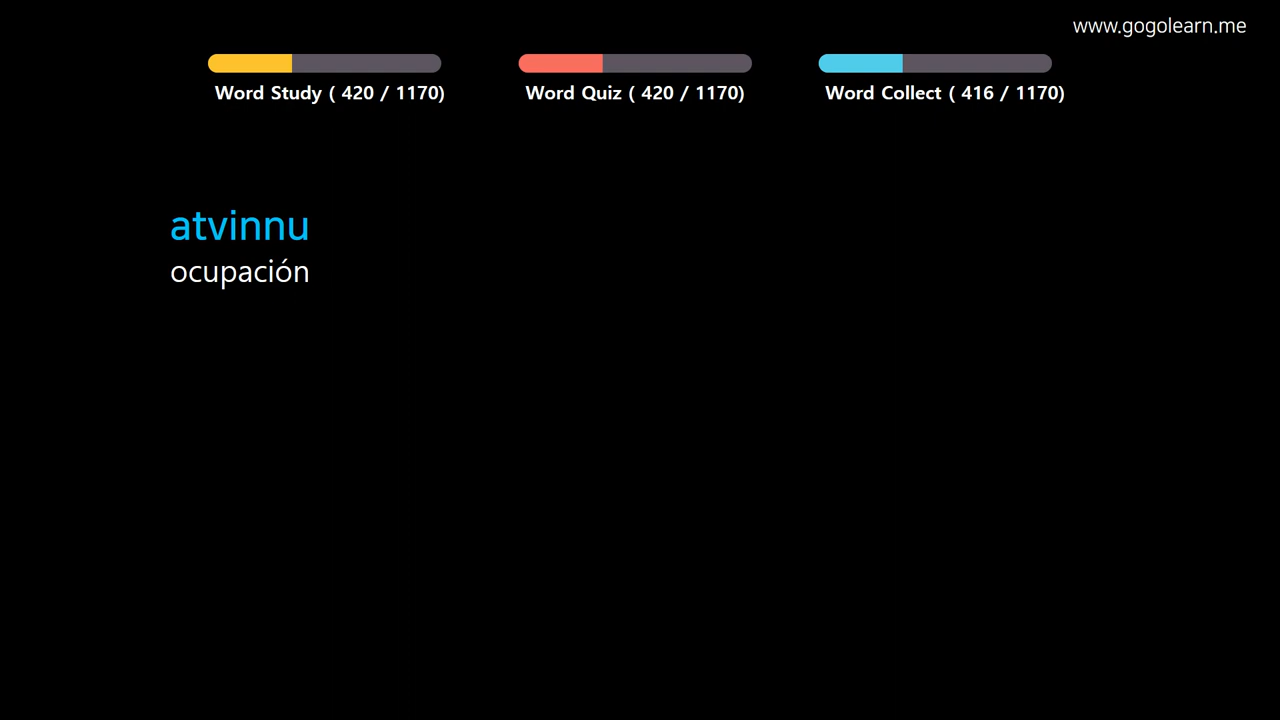 www.gogolearn.me
Word Study ( 420 / 1170)
Word Quiz ( 420 / 1170)
Word Collect ( 416 / 1170)
atvinnu
ocupación